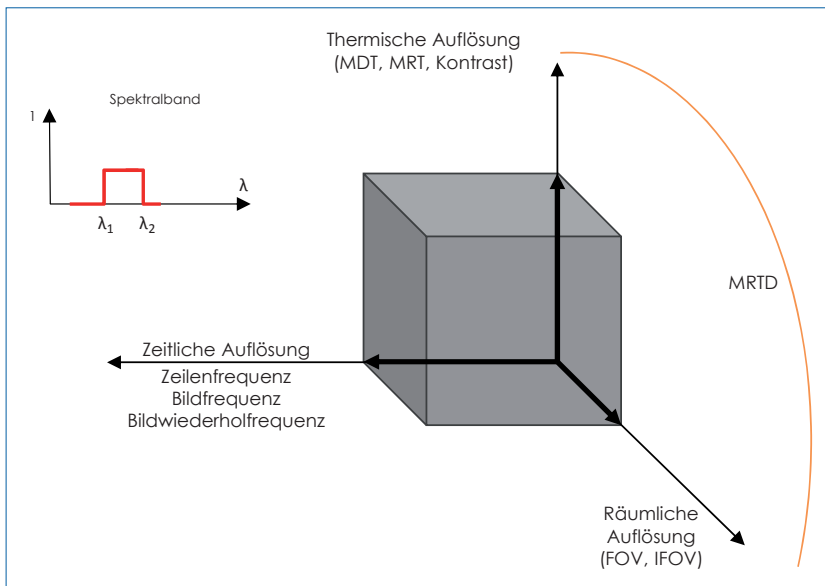 Thermische Auflösung
(MDT, MRT, Kontrast)
Spektralband
1
λ
λ₁
λ₂
MRTD
Zeitliche Auflösung
Zeilenfrequenz
Bildfrequenz
Bildwiederholfrequenz
Räumliche
Auflösung
(FOV, IFOV)